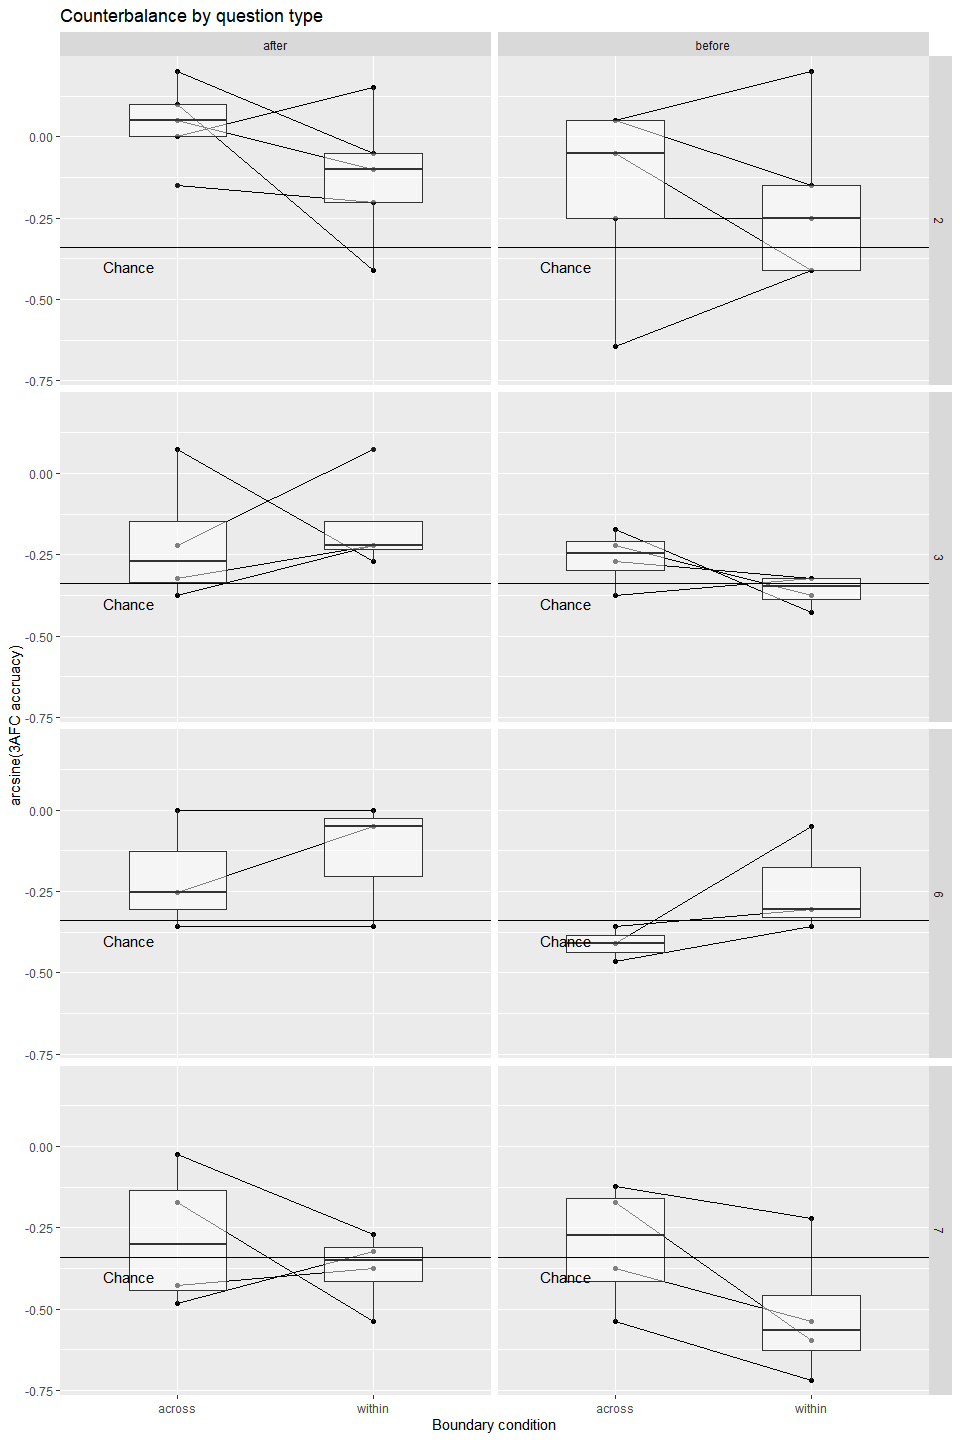 Counterbalance by question type
after
before
0.00
-0.25
-0.50
-0.75
Chance
Chance
2
0.00
-0.25
-0.50
-0.75
Chance
Chance
3
0.00
-0.25
-0.50
-0.75
Chance
Chance
6
0.00
-0.25
-0.50
-0.75
Chance
Chance
7
arcsine(3AFC accruacy)
across
within
across
within
Boundary condition